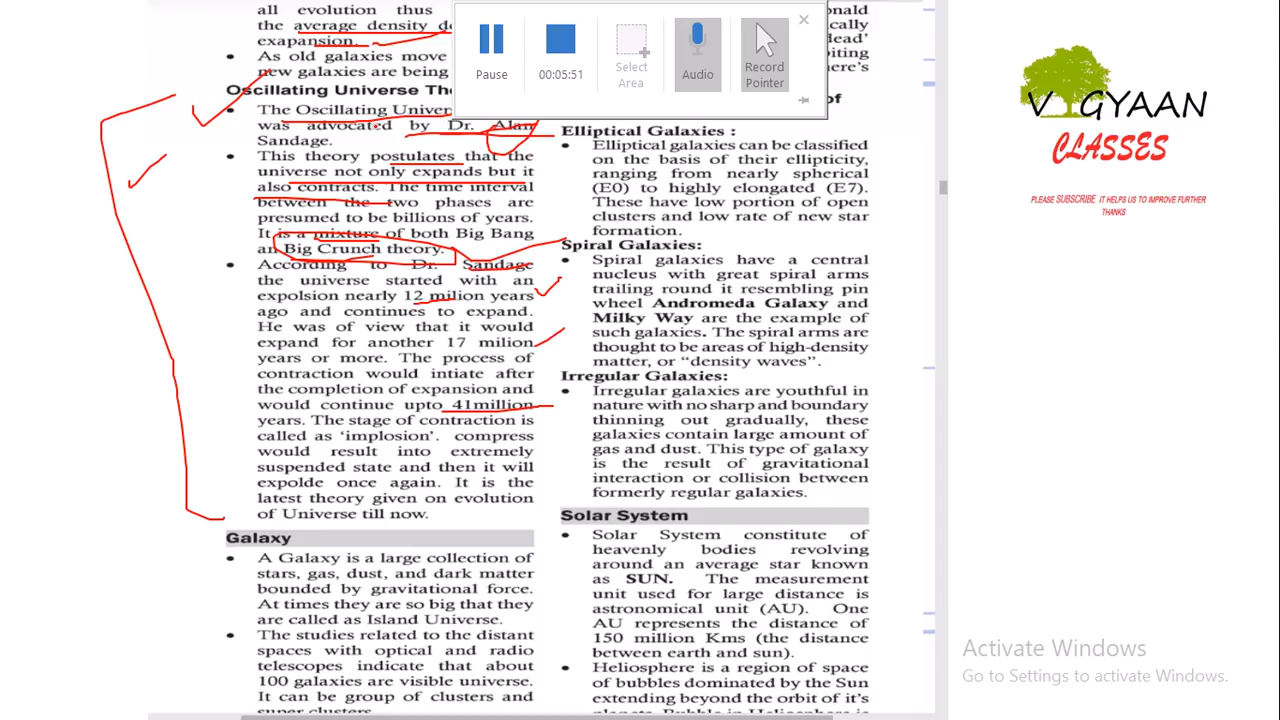 all evolution thus
the average density d
exapansion.
As old galaxies move
new galaxies are being
Oscillating Universe The
• The Oscillating Univer
was advocated by Dr. Alan
Sandage.
• This theory postulates that the
universe not only expands but it
also contracts. The time interval
between the two phases are
presumed to be billions of years.
It is a mixture of both Big Bang
an Big Crunch theory.
• According to Dr. Sandage
the universe started with an
expolsion nearly 12 milion years
ago and continues to expand.
He was of view that it would
expand for another 17 milion
years or more. The process of
contraction would intiate after
the completion of expansion and
would continue upto 41million
years. The stage of contraction is
called as ‘implosion’. compress
would result into extremely
suspended state and then it will
expolde once again. It is the
latest theory given on evolution
of Universe till now.
Galaxy
• A Galaxy is a large collection of
stars, gas, dust, and dark matter
bounded by gravitational force.
At times they are so big that they
are called as Island Universe.
• The studies related to the distant
spaces with optical and radio
telescopes indicate that about
100 galaxies are visible universe.
It can be group of clusters and
super clusters.
Pause
00:05:51
Select
Area
Audio
Record
Pointer
onald
ically
Dead’
biting
here’s
of
Elliptical Galaxies :
• Elliptical galaxies can be classified
on the basis of their ellipticity,
ranging from nearly spherical
(E0) to highly elongated (E7).
These have low portion of open
clusters and low rate of new star
formation.
Spiral Galaxies:
• Spiral galaxies have a central
nucleus with great spiral arms
trailing round it resembling pin
wheel Andromeda Galaxy and
Milky Way are the example of
such galaxies. The spiral arms are
thought to be areas of high-density
matter, or “density waves”.
Irregular Galaxies:
• Irregular galaxies are youthful in
nature with no sharp and boundary
thinning out gradually, these
galaxies contain large amount of
gas and dust. This type of galaxy
is the result of gravitational
interaction or collision between
formerly regular galaxies.
Solar System
• Solar System constitute of
heavenly bodies revolving
around an average star known
as SUN. The measurement
unit used for large distance is
astronomical unit (AU). One
AU represents the distance of
150 million Kms (the distance
between earth and sun).
• Heliosphere is a region of space
of bubbles dominated by the Sun
extending beyond the orbit of it’s
V GYAAN
CLASSES
PLEASE SUBSCRIBE IT HELPS US TO IMPROVE FURTHER
THANKS
Activate Windows
Go to Settings to activate Windows.